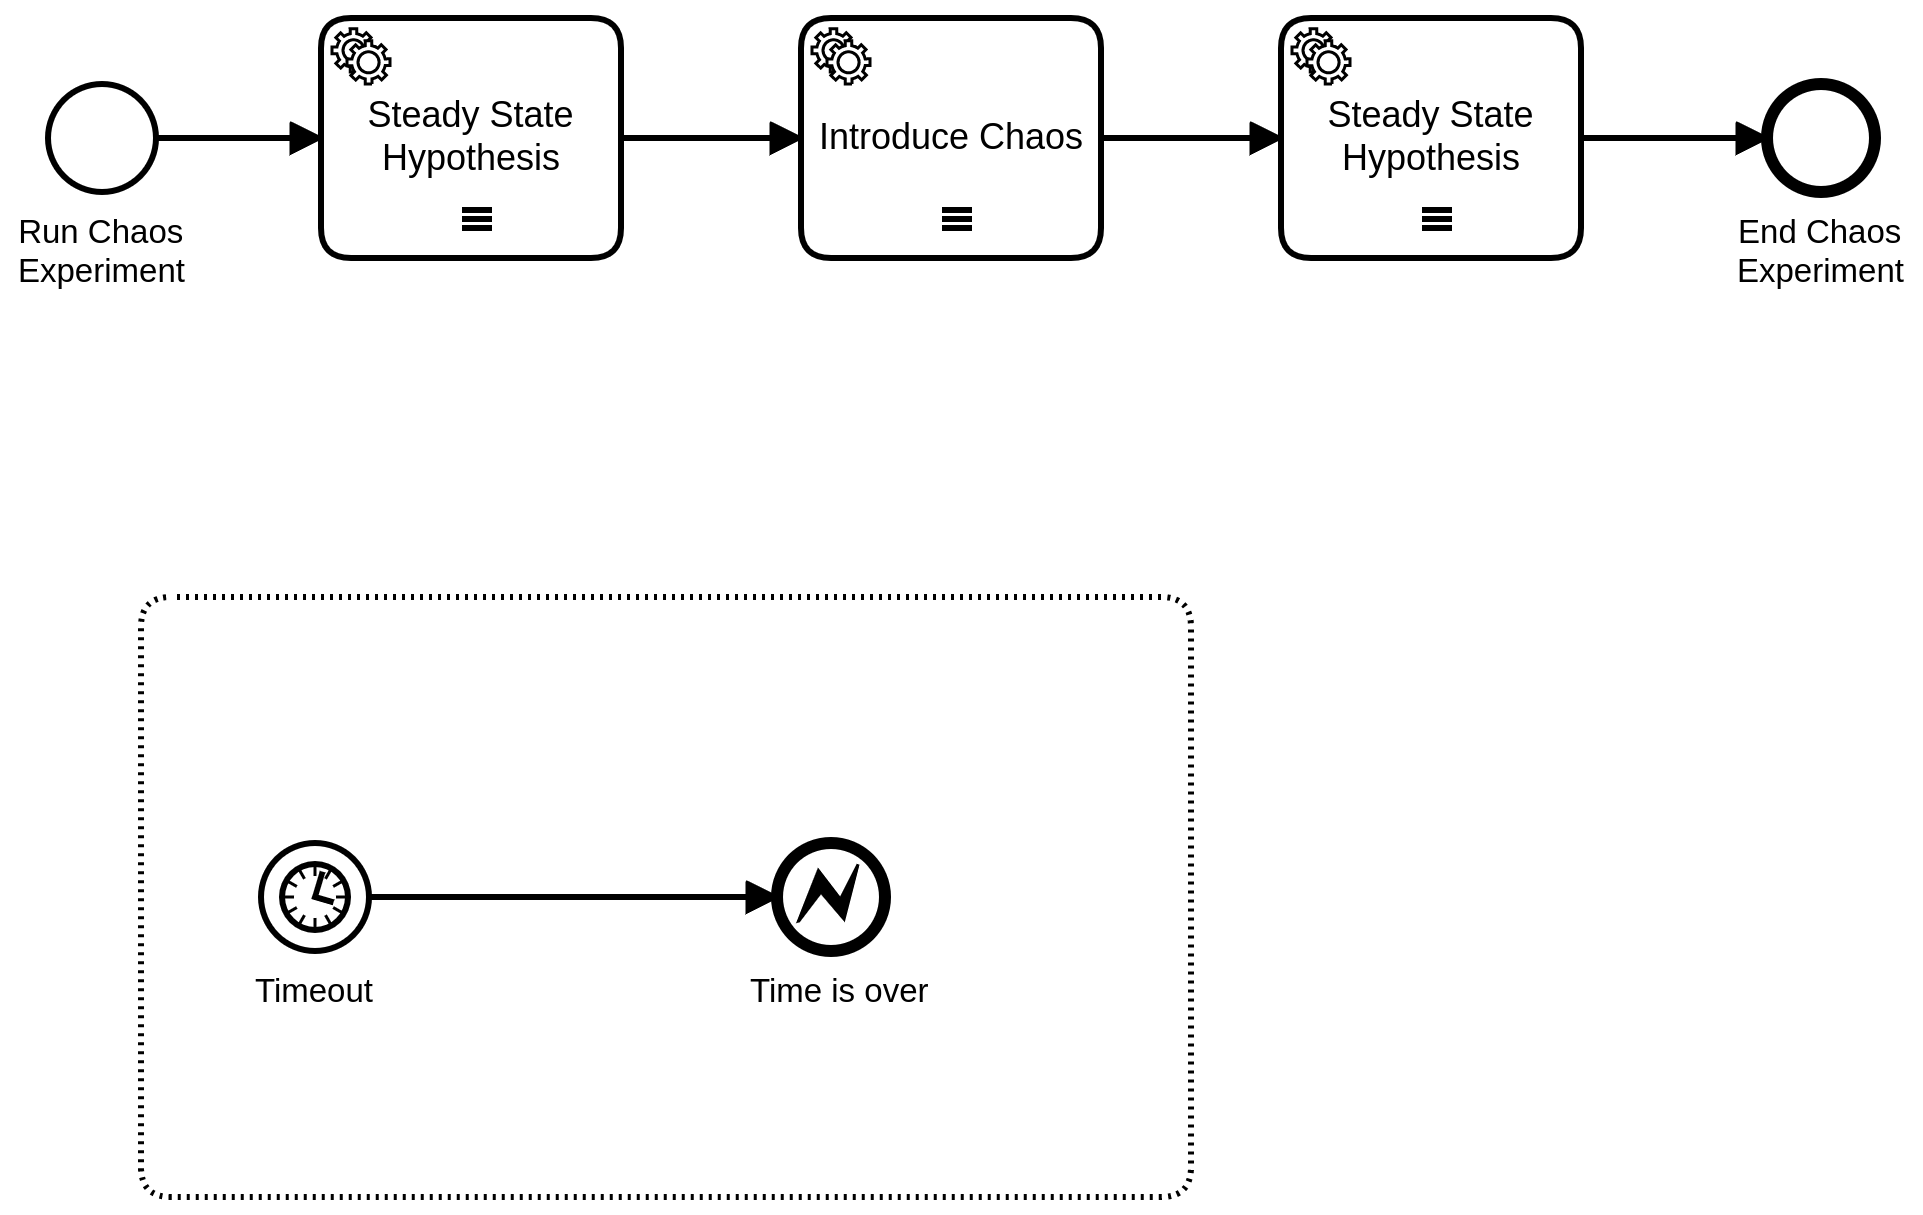 Steady State
Hypothesis
Introduce Chaos
Steady State
Hypothesis
Run Chaos
Experiment
End Chaos
Experiment
Timeout
Time is over